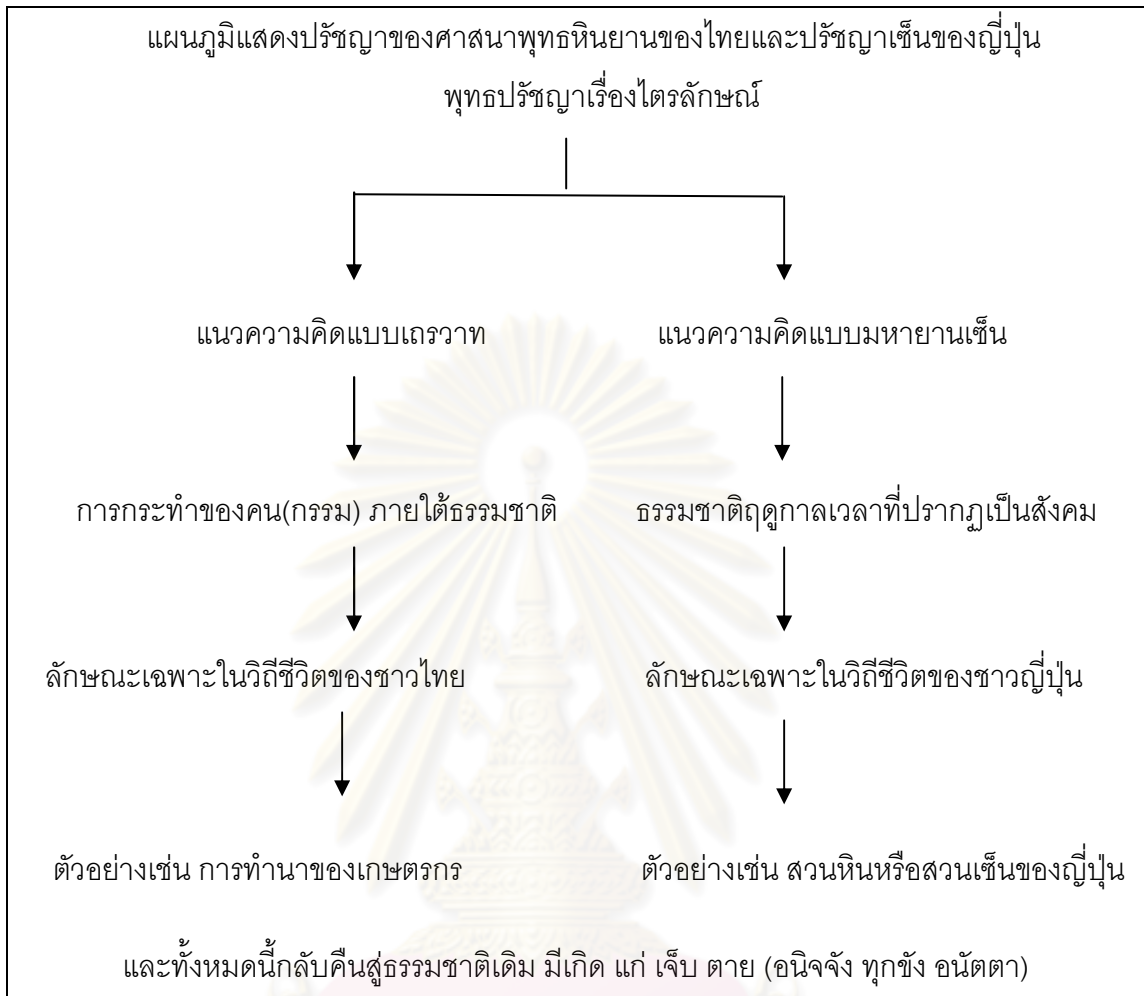 แผนภูมิแสดงปรัชญาของศาสนาพุทธหินยานของไทยและปรัชญาเซ็นของญี่ปุ่น
พุทธปรัชญาเรื่องไตรลักษณ์
แนวความคิดแบบเถรวาท
แนวความคิดแบบมหายานเซ็น
การกระทำของคน(กรรม) ภายใต้ธรรมชาติ
ธรรมชาติฤดูกาลเวลาที่ปรากฏเป็นสังคม
ลักษณะเฉพาะในวิถีชีวิตของชาวไทย
ลักษณะเฉพาะในวิถีชีวิตของชาวญี่ปุ่น
ตัวอย่างเช่น การทำนาของเกษตรกร
ตัวอย่างเช่น สวนหินหรือสวนเซ็นของญี่ปุ่น
และทั้งหมดนี้กลับคืนสู่ธรรมชาติเดิม มีเกิด แก่ เจ็บ ตาย (อนิจจัง ทุกขัง อนัตตา)